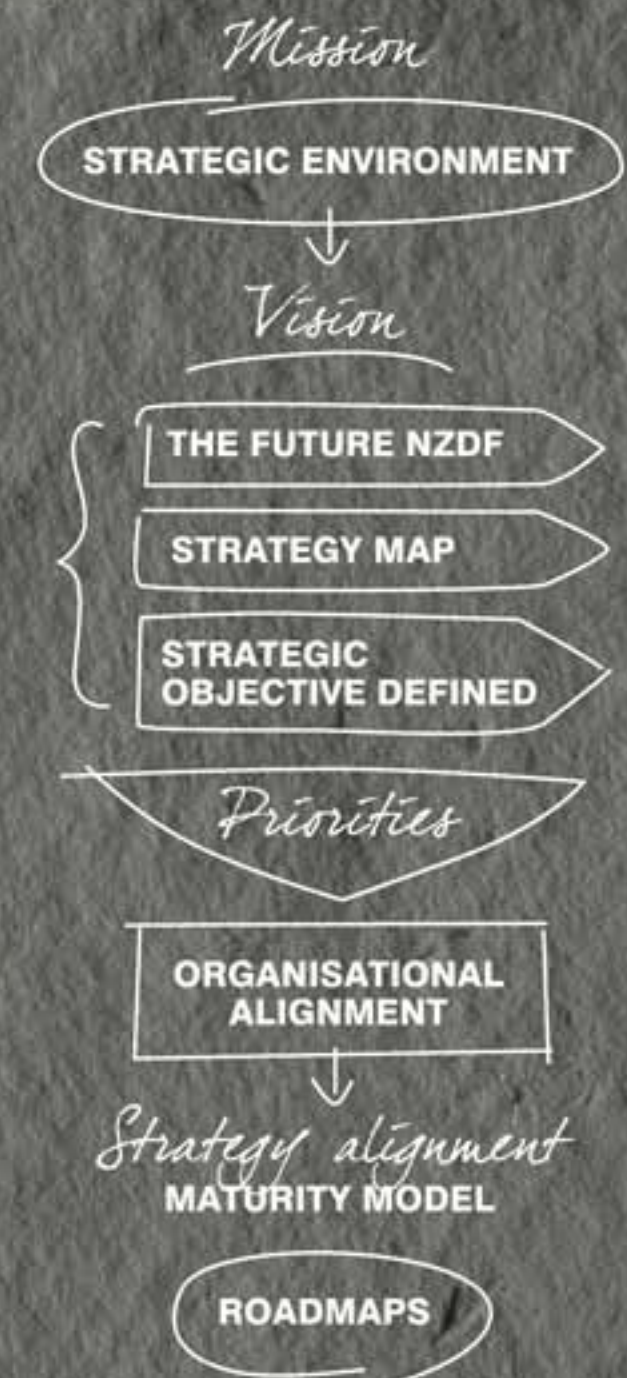 Mission
STRATEGIC ENVIRONMENT
Vision
THE FUTURE NZDF
STRATEGY MAP
STRATEGIC
OBJECTIVE DEFINED
Priorities
ORGANISATIONAL
ALIGNMENT
Strategy alignment
MATURITY MODEL
ROADMAPS